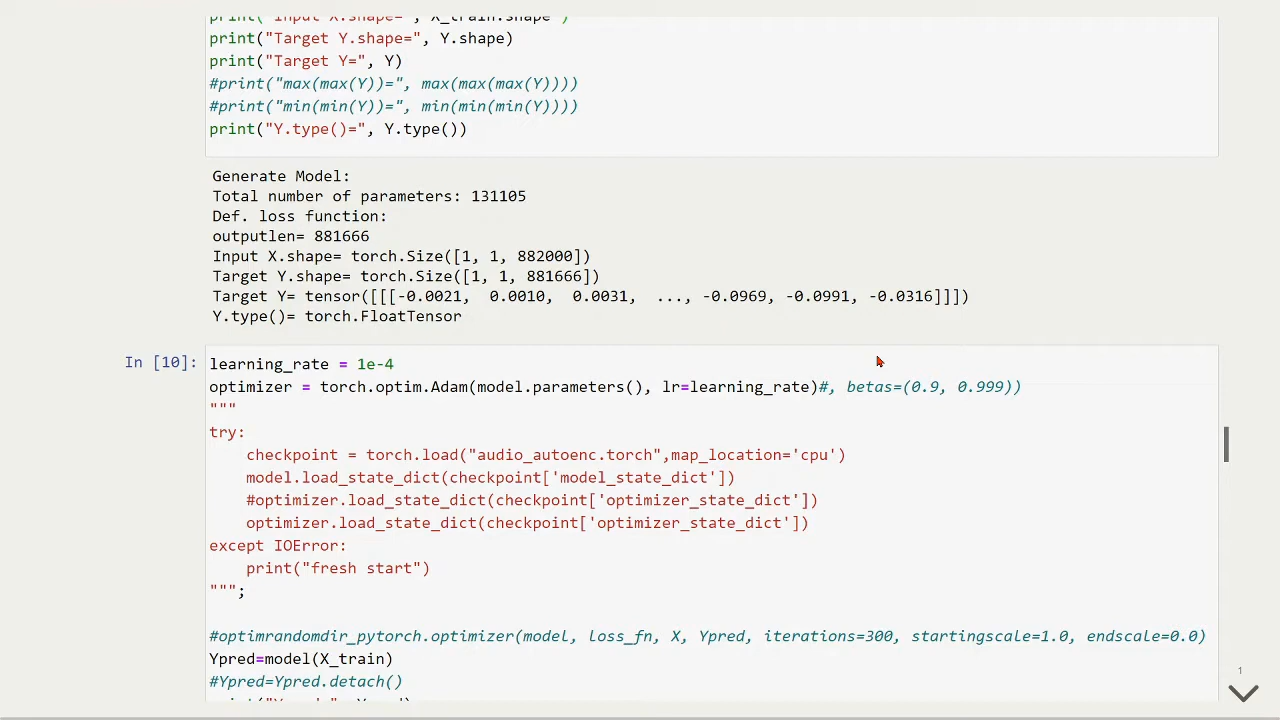 print("Input X.shape=", X_train.shape )
print("Target Y.shape=", Y.shape)
print("Target Y=", Y)
#print("max(max(Y))=", max(max(max(Y))))
#print("min(min(Y))=", min(min(min(Y))))
print("Y.type()=", Y.type())
Generate Model:
Total number of parameters: 131105
Def. loss function:
outputlen= 881666
Input X.shape= torch.Size([1, 1, 882000])
Target Y.shape= torch.Size([1, 1, 881666])
Target Y= tensor([[[-0.0021,  0.0010,  0.0031,  ..., -0.0969, -0.0991, -0.0316]]])
Y.type()= torch.FloatTensor
In [10]:
learning_rate = 1e-4
optimizer = torch.optim.Adam(model.parameters(), lr=learning_rate)#, betas=(0.9, 0.999))
"""
try:
    checkpoint = torch.load("audio_autoenc.torch",map_location='cpu')
    model.load_state_dict(checkpoint['model_state_dict'])
    #optimizer.load_state_dict(checkpoint['optimizer_state_dict'])
    optimizer.load_state_dict(checkpoint['optimizer_state_dict'])
except IOError:
    print("fresh start")
""";
#optimrandomdir_pytorch.optimizer(model, loss_fn, X, Ypred, iterations=300, startingscale=1.0, endscale=0.0)
Ypred=model(X_train)
#Ypred=Ypred.detach()
1